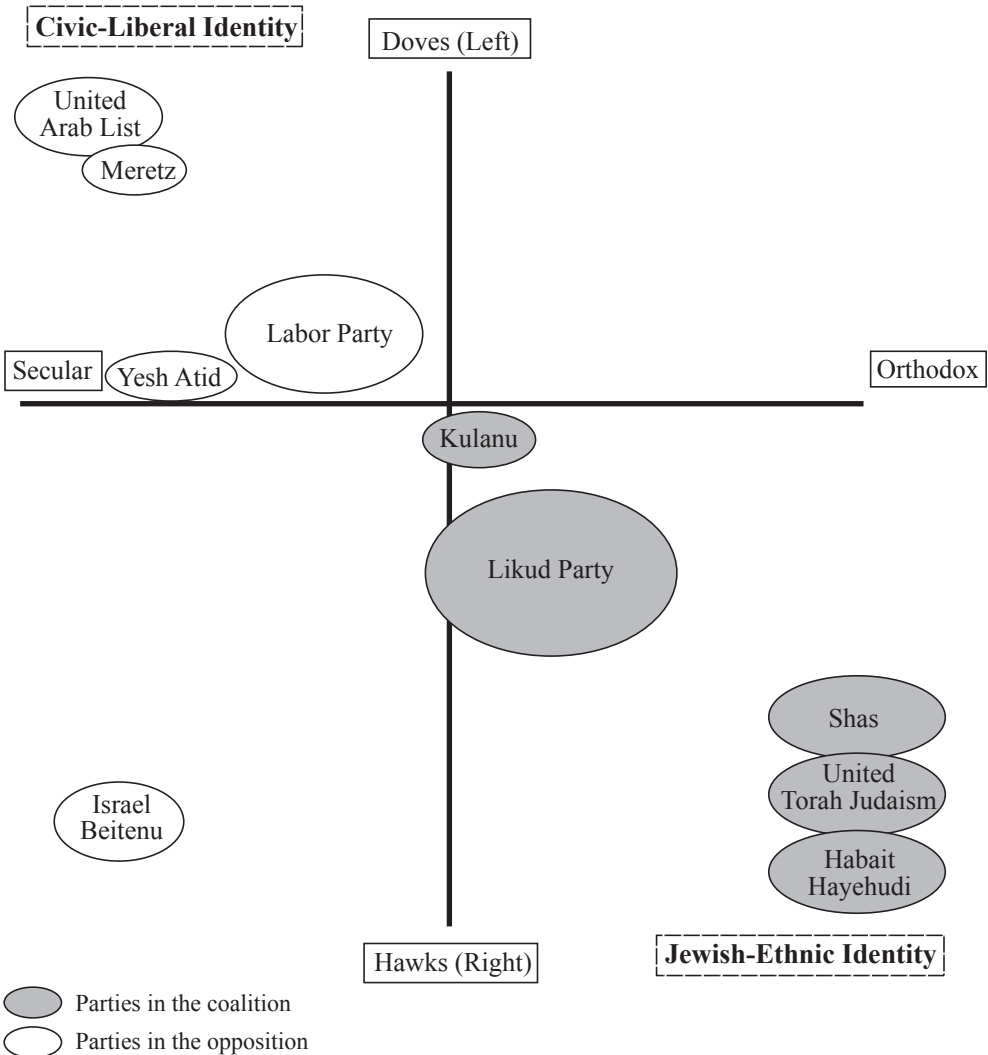 Civic-Liberal Identity
Doves (Left)
United
Arab List
Meretz
Labor Party
Secular
Yesh Atid
Orthodox
Kulanu
Likud Party
Shas
United
Torah Judaism
Israel
Beitenu
Habait
Hayehudi
Hawks (Right)
Jewish-Ethnic Identity
Parties in the coalition
Parties in the opposition